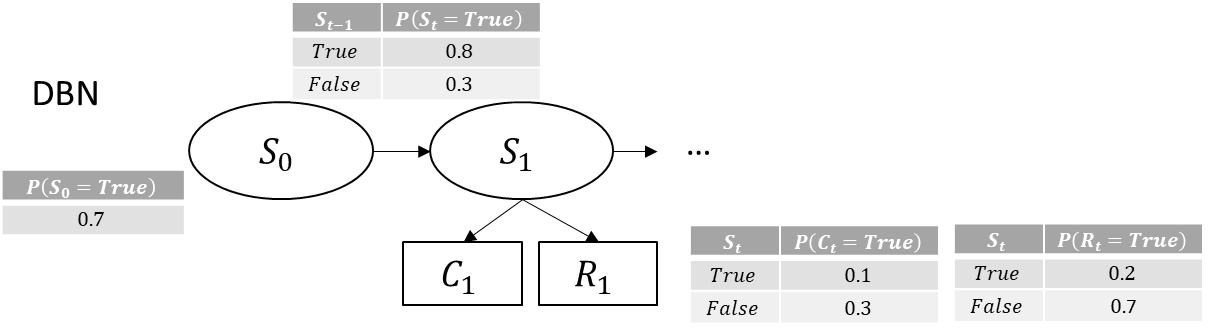 S_{t-1} P(S_t = True)
True 0.8
False 0.3
DBN
S_0 S_1 ...
P(S_0 = True)
0.7
C_1 R_1
S_t P(C_t = True)
True 0.1
False 0.3
S_t P(R_t = True)
True 0.2
False 0.7